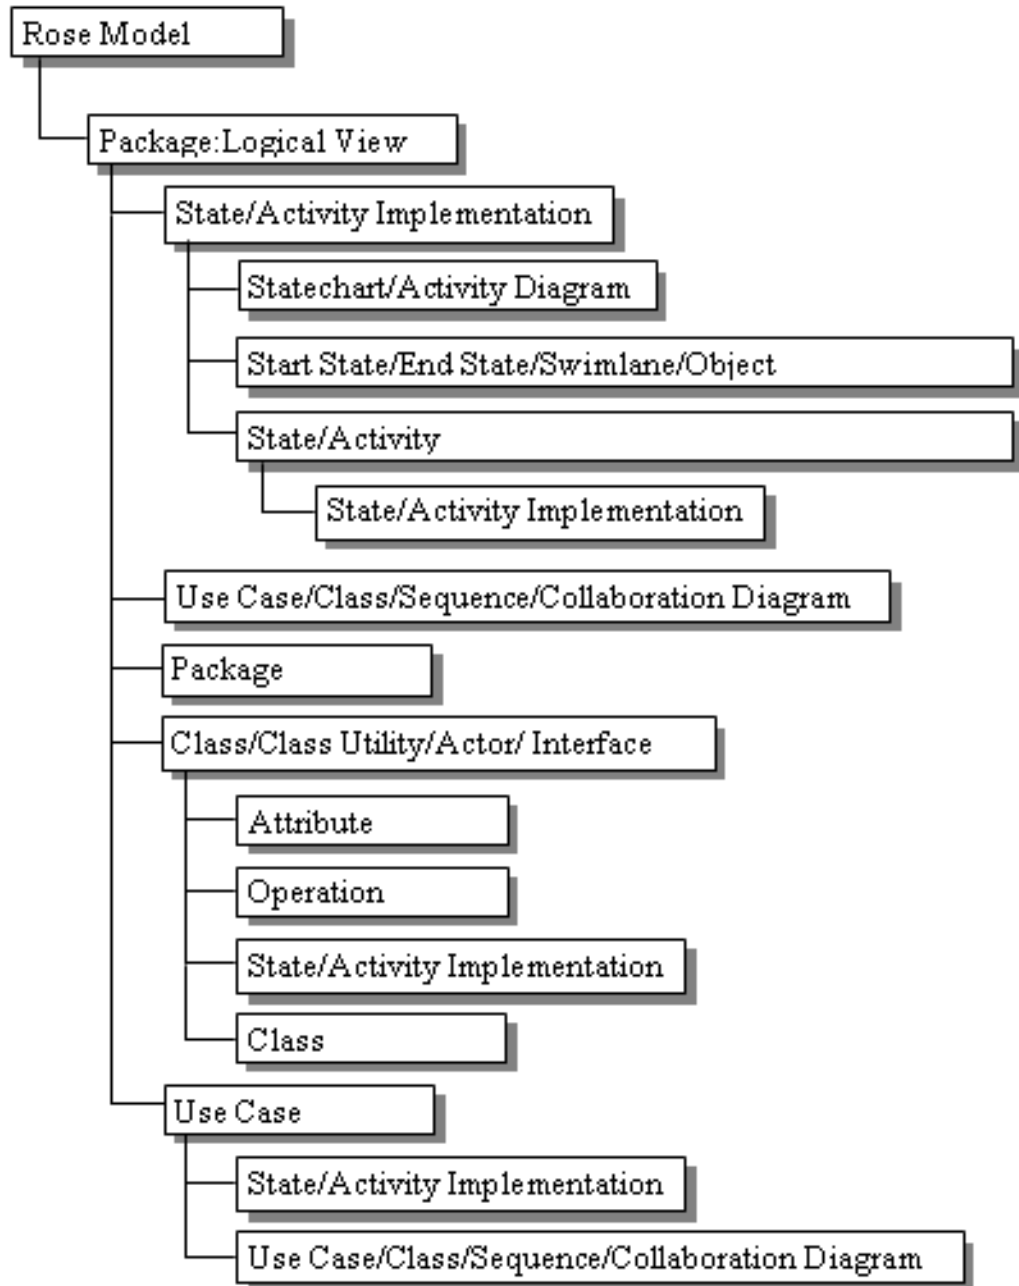 Rose Model
Package:Logical View
State/Activity Implementation
Statechart/Activity Diagram
Start State/End State/Swimlane/Object
State/Activity
State/Activity Implementation
Use Case/Class/Sequence/Collaboration Diagram
Package
Class/Class Utility/Actor/ Interface
Attribute
Operation
State/Activity Implementation
Class
Use Case
State/Activity Implementation
Use Case/Class/Sequence/Collaboration Diagram